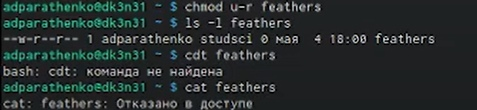 adparathenko@dk3n31 ~ $ chmod u-r feathers
adparathenko@dk3n31 ~ $ ls -l feathers
--w-r--r-- 1 adparathenko studsci 0 мая  4 18:00 feathers
adparathenko@dk3n31 ~ $ cdt feathers
bash: cdt: команда не найдена
adparathenko@dk3n31 ~ $ cat feathers
cat: feathers: Отказано в доступе